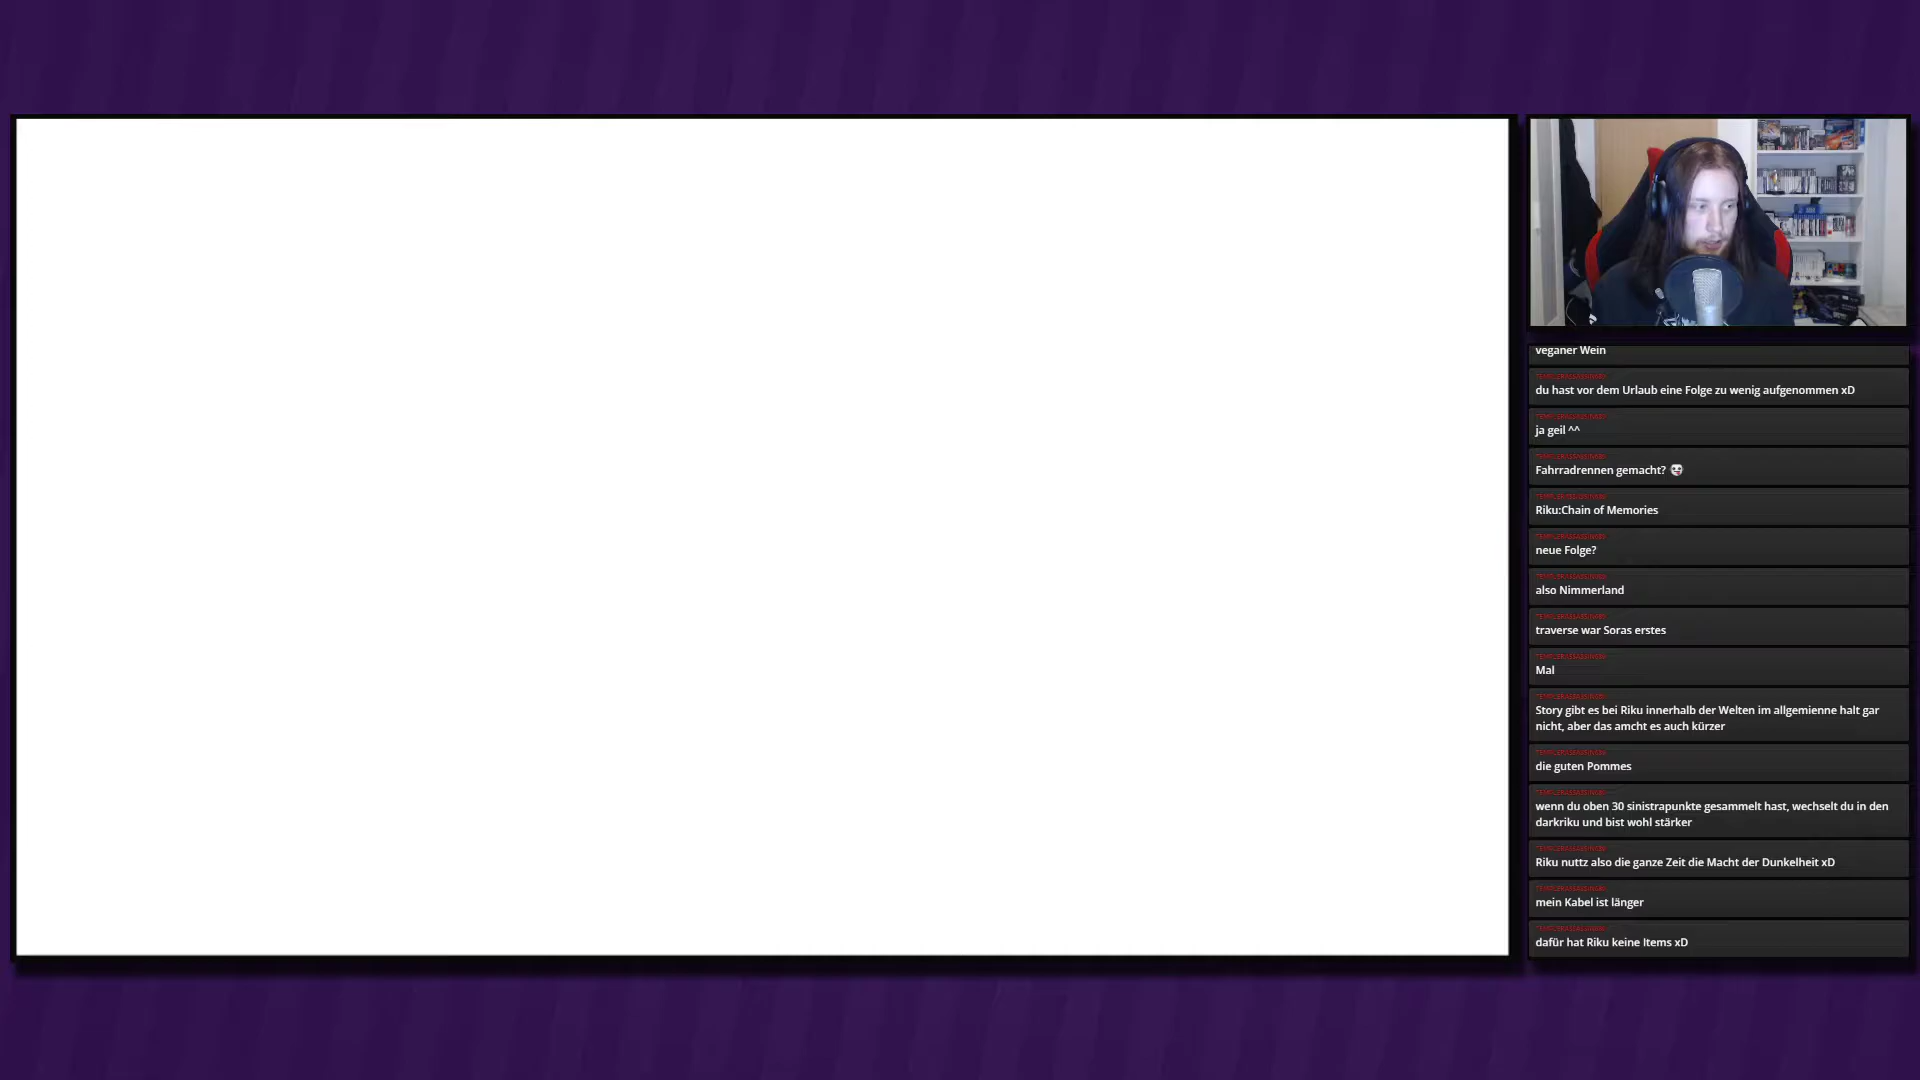 veganer Wein
du hast vor dem Urlaub eine Folge zu wenig aufgenommen xD
ja geil ^^
Fahrradrennen gemacht? 
Riku:Chain of Memories
neue Folge?
also Nimmerland
traverse war Soras erstes
Mal
Story gibt es bei Riku innerhalb der Welten im allgemienne halt gar
nicht, aber das amcht es auch kürzer
die guten Pommes
wenn du oben 30 sinistrapunkte gesammelt hast, wechselt du in den
darkriku und bist wohl stärker
Riku nuttz also die ganze Zeit die Macht der Dunkelheit xD
mein Kabel ist länger
dafür hat Riku keine Items xD